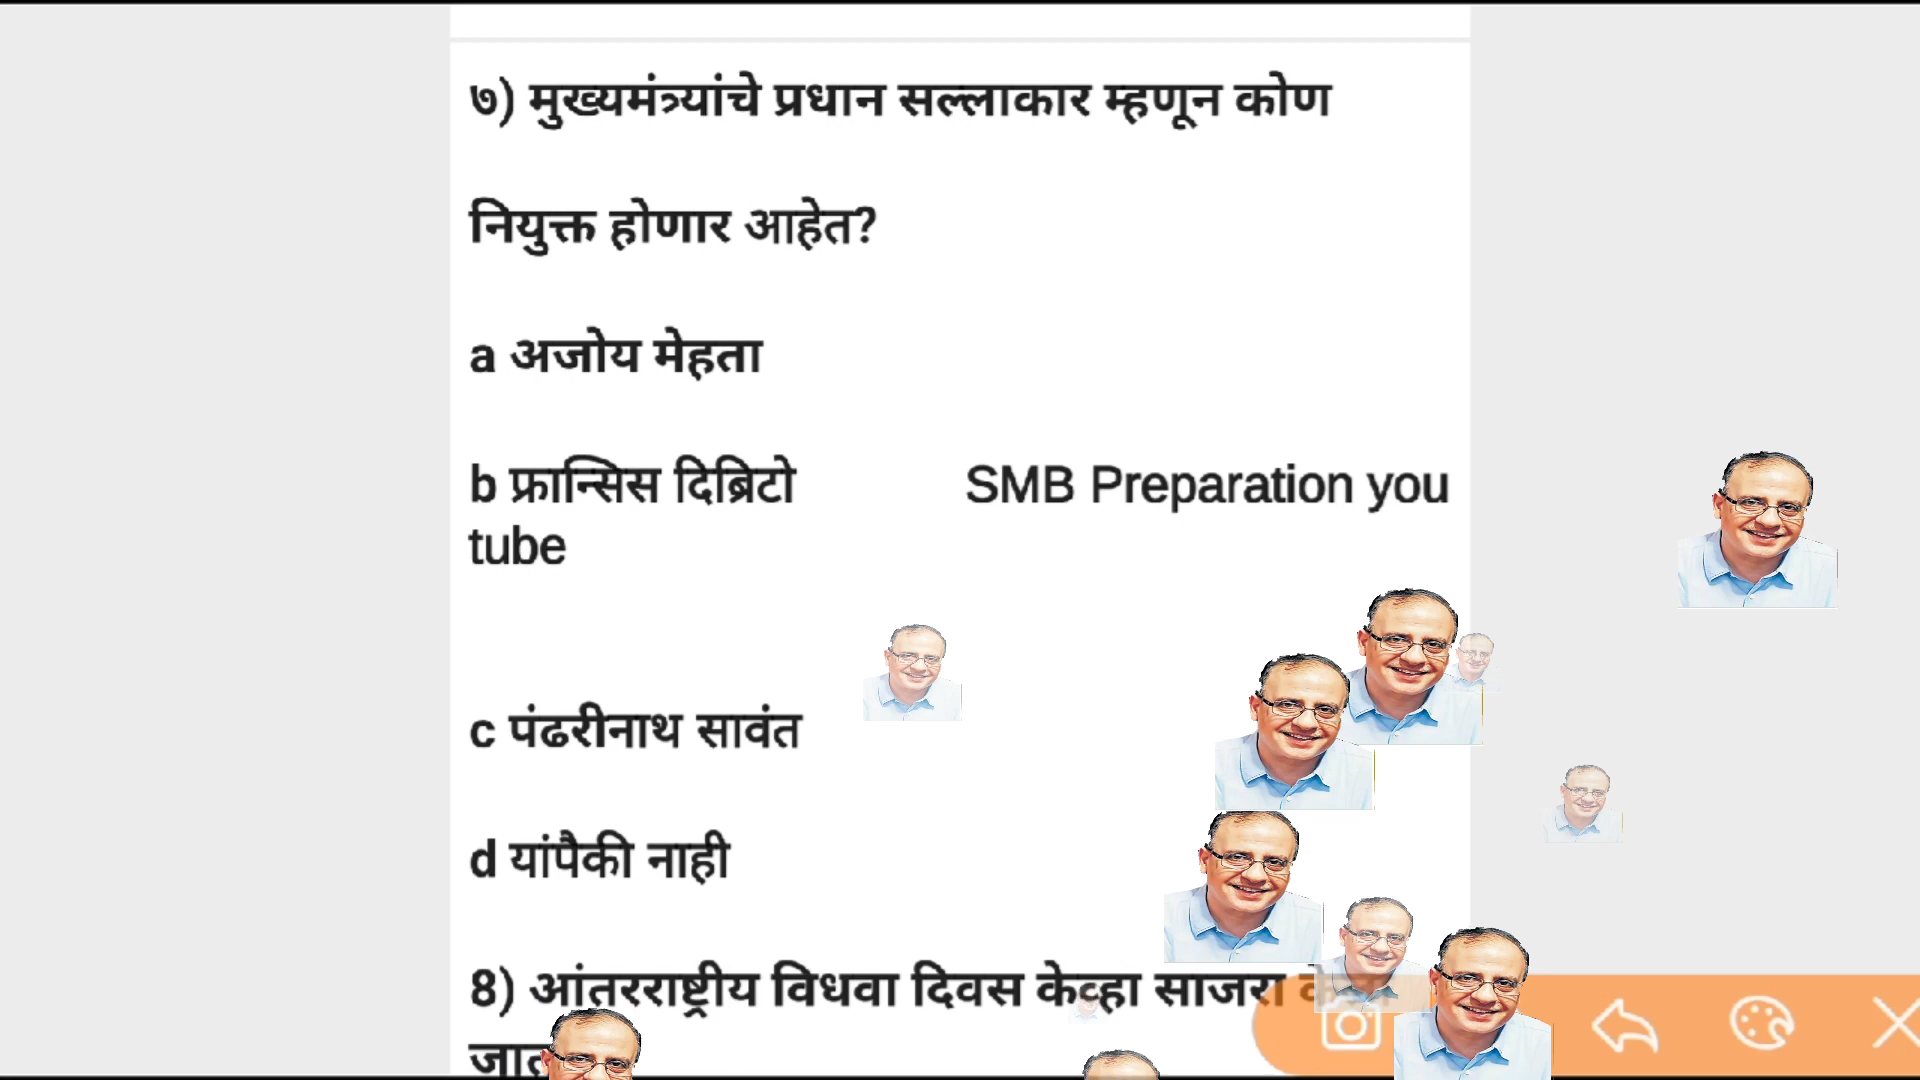 ७) मुख्यमंत्र्यांचे प्रधान सल्लाकार म्हणून कोण
नियुक्त होणार आहेत?
a अजोय मेहता
b फ्रान्सिस दिब्रिटो SMB Preparation you
tube
c पंढरीनाथ सावंत
d यांपैकी नाही
8) आंतरराष्ट्रीय विधवा दिवस केव्हा साजरा